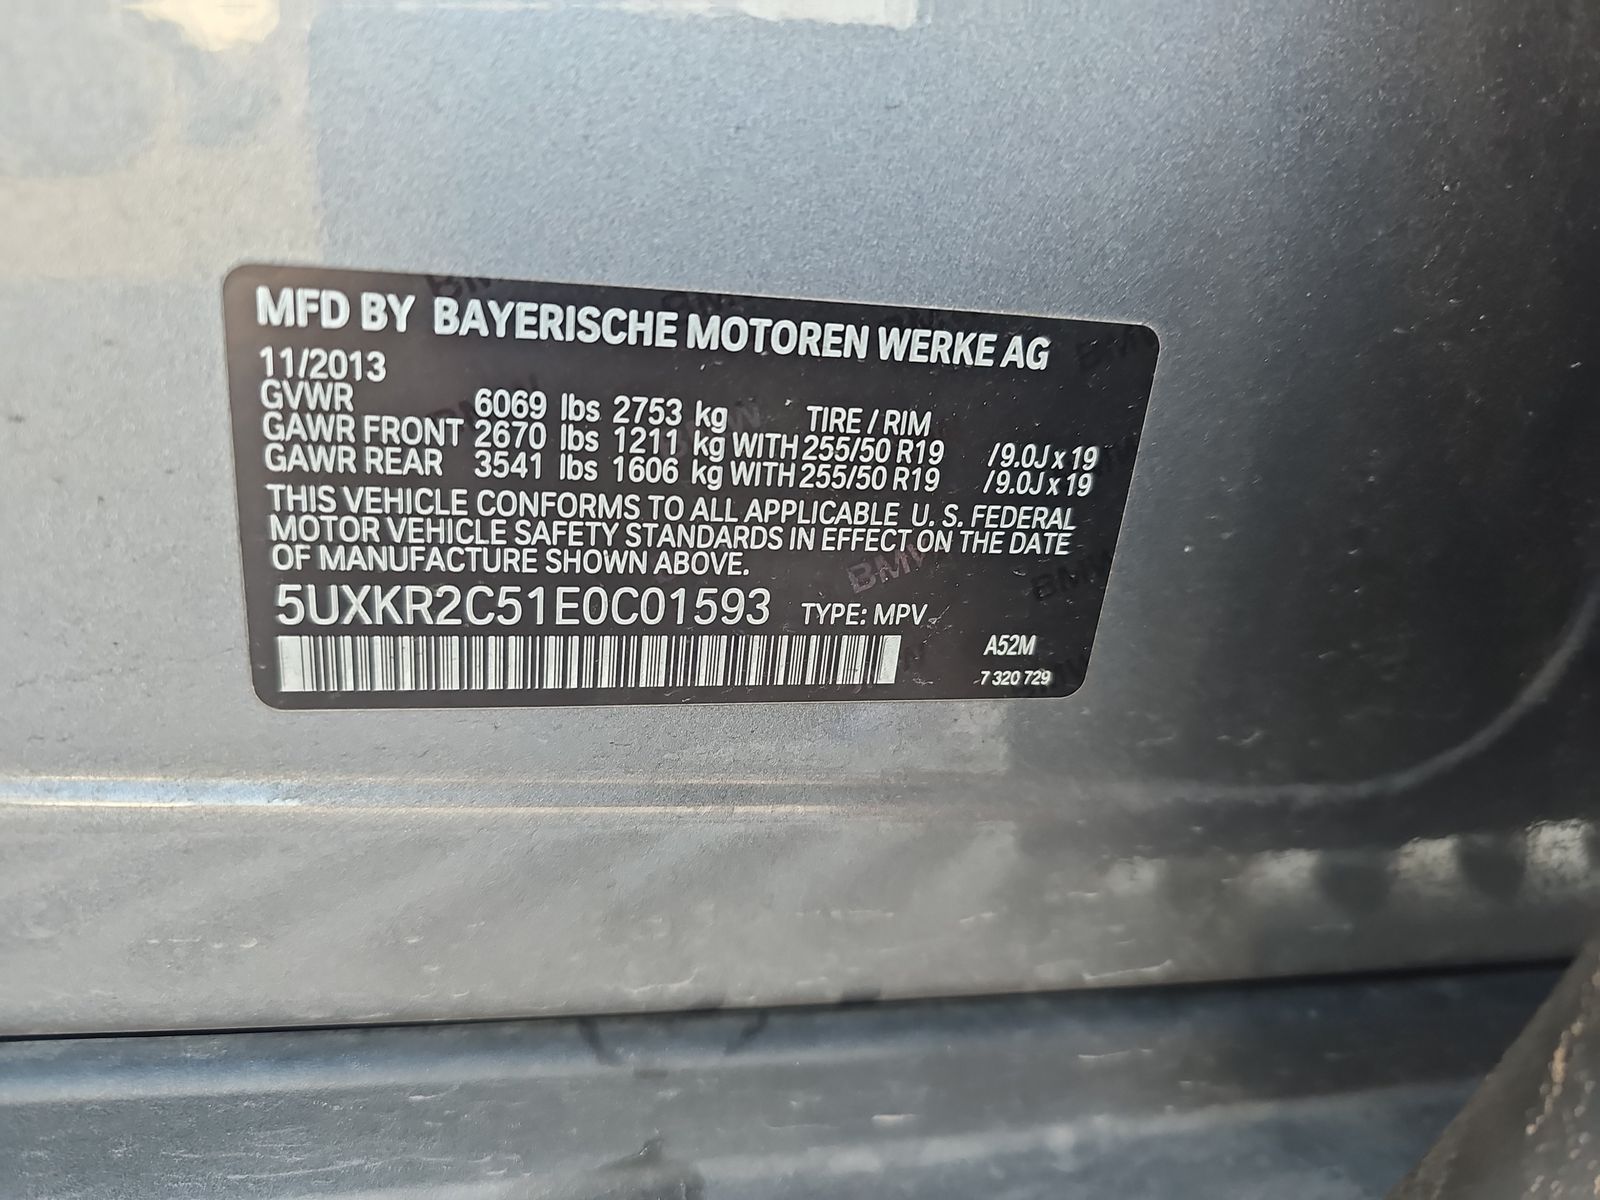 MFD BY BAYERISCHE MOTOREN WERKE AG
11/2013
GVWR 6069 lbs 2753 kg TIRE / RIM
GAWR FRONT 2670 lbs 1211 kg WITH 255/50 R19 /9.0J x 19
GAWR REAR 3541 lbs 1606 kg WITH 255/50 R19 /9.0J x 19
THIS VEHICLE CONFORMS TO ALL APPLICABLE U. S. FEDERAL
MOTOR VEHICLE SAFETY STANDARDS IN EFFECT ON THE DATE
OF MANUFACTURE SHOWN ABOVE.
5UXKR2C51E0C01593 TYPE: MPV
A52M
7 320 729